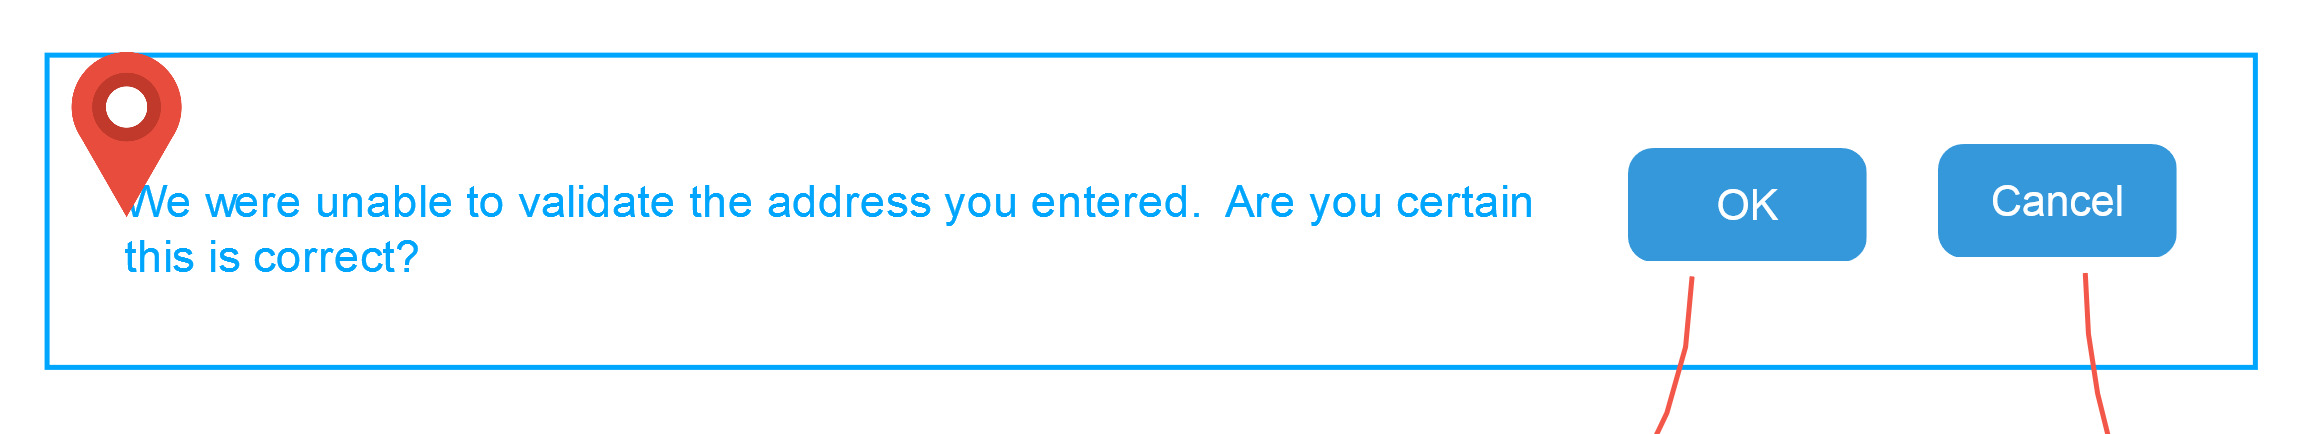 We were unable to validate the address you entered.  Are you certain
this is correct?
OK
Cancel